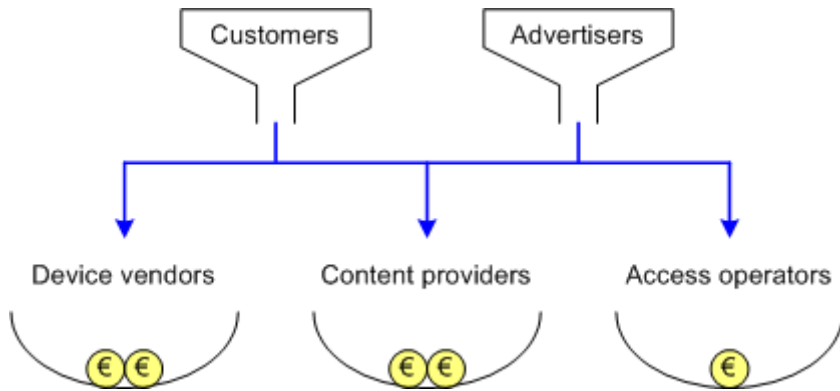 Customers
Advertisers
Device vendors
Content providers
Access operators
€ €
€ €
€